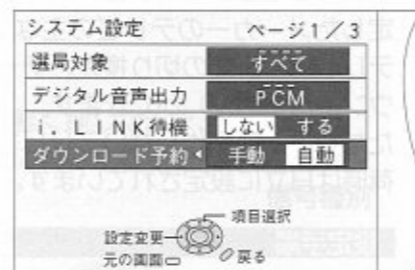 システム設定 ページ1/3
選局対象 すべて
デジタル音声出力 PCM
i.LINK待機 しない する
ダウンロード予約 手動 自動
項目選択
設定変更
元の画面 戻る